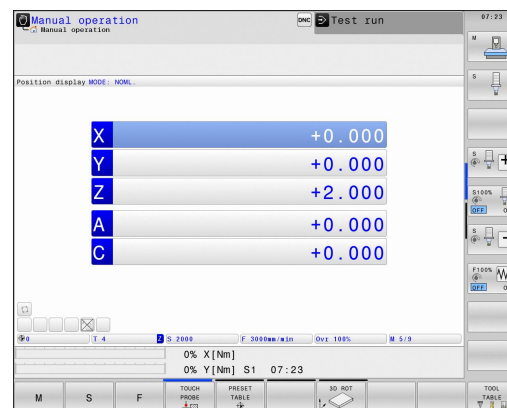 Manual operation
DNC
Test run
07:23
Manual operation
M
Position display MODE: NOML.
S
X +0.000
Y +0.000
Z +2.000
A +0.000
C +0.000
S
S100%
OFF
S
F100%
OFF
0 T 4 Z S 2000 F 3000mm/min Ovr 100% M 5/9
0% X[Nm]
0% Y[Nm] S1 07:23
M
S
F
TOUCH PROBE
PRESET TABLE
3D ROT
TOOL TABLE